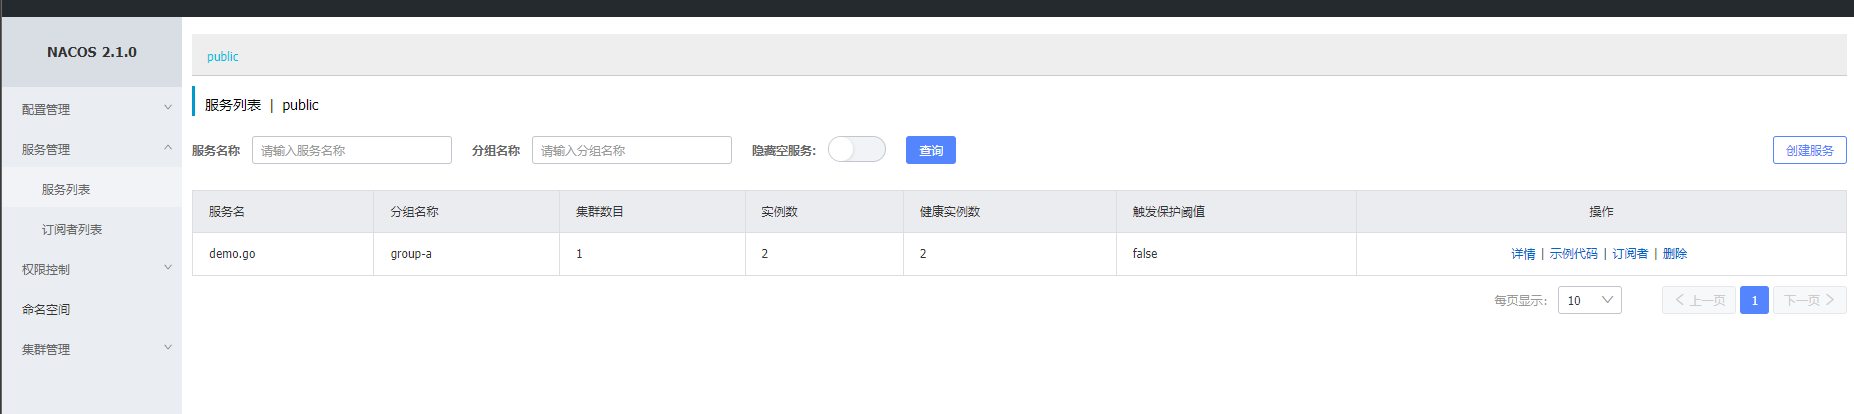 NACOS 2.1.0
配置管理
服务管理
服务列表
订阅者列表
权限控制
命名空间
集群管理
public
服务列表 | public
服务名称 请输入服务名称 分组名称 请输入分组名称 隐藏空服务: 查询 创建服务
服务名 分组名称 集群数目 实例数 健康实例数 触发保护阈值 操作
demo.go group-a 1 2 2 false 详情 | 示例代码 | 订阅者 | 删除
每页显示: 10 上一页 1 下一页